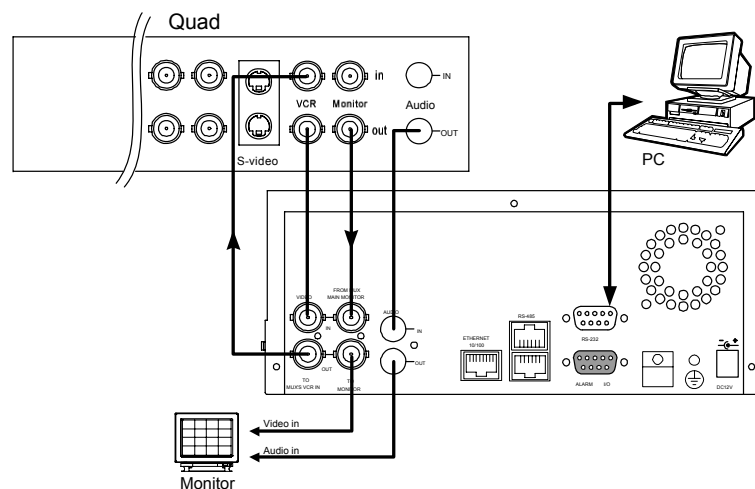 Quad
in
IN
VCR
Monitor
Audio
out
OUT
S-video
PC
VIDEO
FROM MUX
MAIN MONITOR
AUDIO
IN
IN
RS-485
ETHERNET
10/100
RS-232
OUT
OUT
TO
MUX'S VCR IN
TO
MONITOR
ALARM I/O
DC12V
Video in
Audio in
Monitor